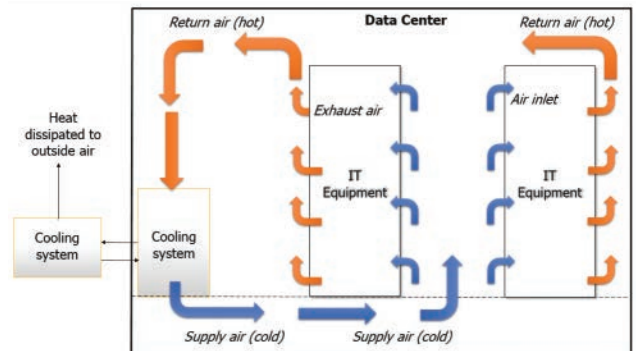 Data Center
Return air (hot)
Return air (hot)
Exhaust air
Air inlet
Heat
dissipated to
outside air
IT
Equipment
IT
Equipment
Cooling
system
Cooling
system
Supply air (cold)
Supply air (cold)